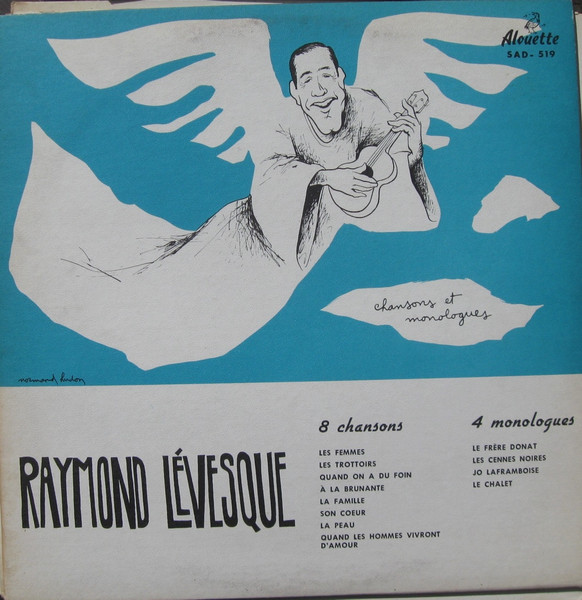 Alouette
SAD - 519
chansons et
monologues
normand hudon
RAYMOND LÉVESQUE
8 chansons
LES FEMMES
LES TROTTOIRS
QUAND ON A DU FOIN
À LA BRUNANTE
LA FAMILLE
SON COEUR
LA PEAU
QUAND LES HOMMES VIVRONT
D'AMOUR
4 monologues
LE FRÈRE DONAT
LES CENNES NOIRES
JO LAFRAMBOISE
LE CHALET